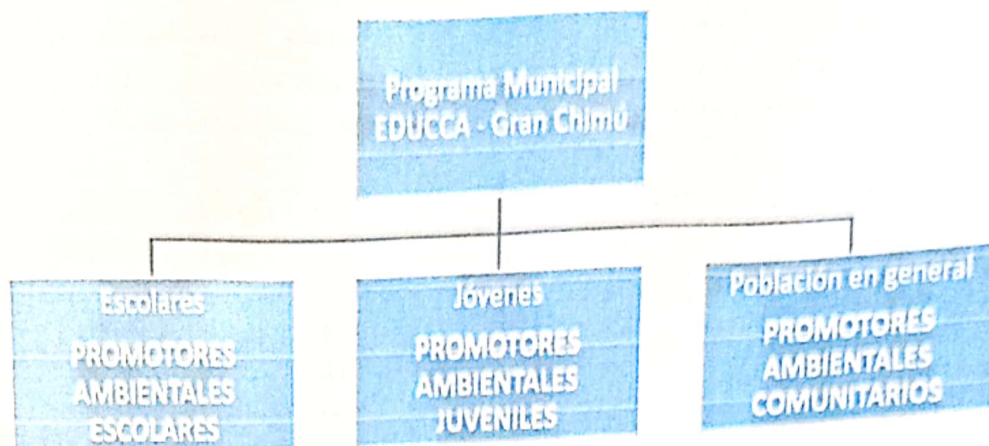 Programa Municipal
EDUCCA - Gran Chimú
Escolares
PROMOTORES
AMBIENTALES
ESCOLARES
Jóvenes
PROMOTORES
AMBIENTALES
JUVENILES
Población en general
PROMOTORES
AMBIENTALES
COMUNITARIOS